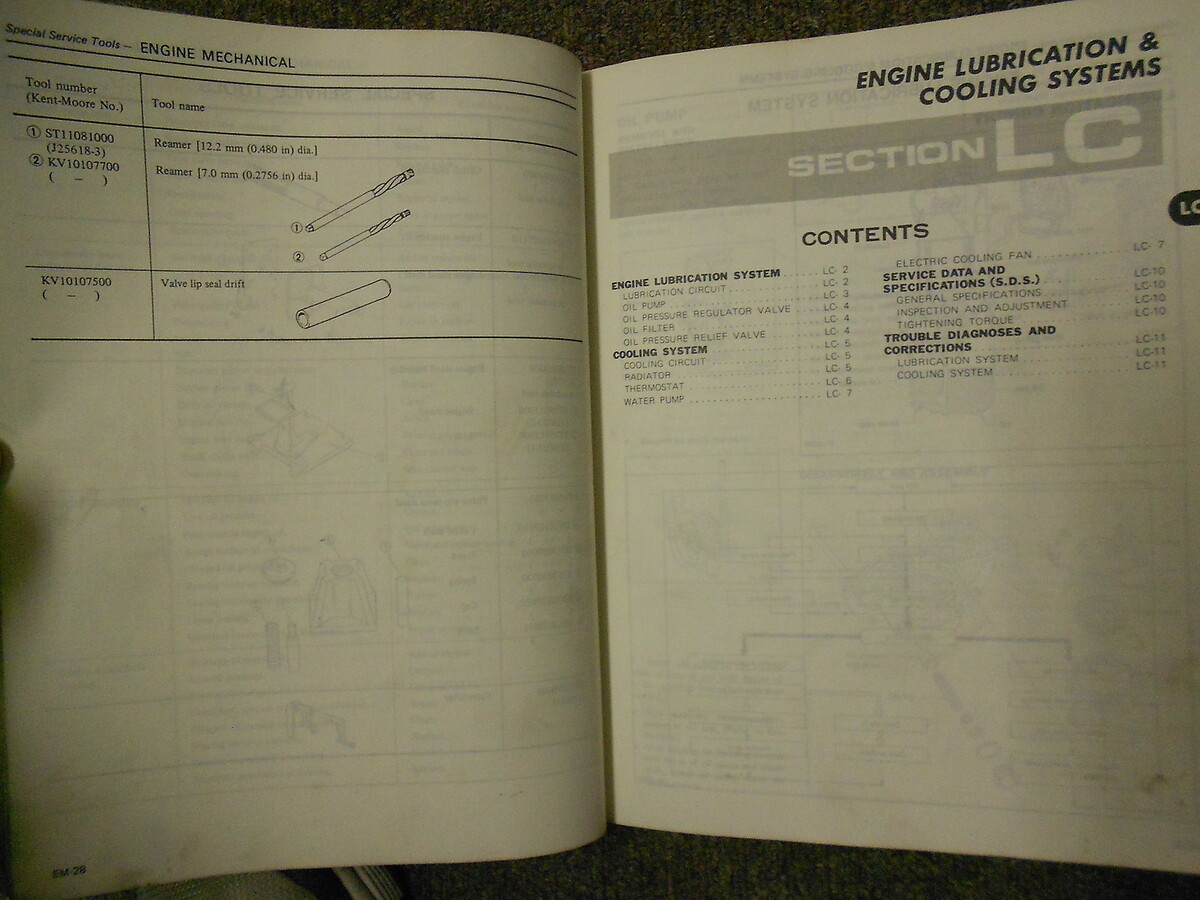 Special Service Tools – ENGINE MECHANICAL
Tool number
(Kent-Moore No.)
Tool name
① ST11081000
(J25618-3)
② KV10107700
( – )
Reamer [12.2 mm (0.480 in) dia.]
Reamer [7.0 mm (0.2756 in) dia.]
①
②
KV10107500
( – )
Valve lip seal drift
EM-28
ENGINE LUBRICATION &
COOLING SYSTEMS
SECTION LC
LC
CONTENTS
ENGINE LUBRICATION SYSTEM ...... LC- 2
LUBRICATION CIRCUIT ............ LC- 2
OIL PUMP ............ LC- 3
OIL PRESSURE REGULATOR VALVE .... LC- 4
OIL FILTER ............ LC- 4
OIL PRESSURE RELIEF VALVE ........ LC- 4
COOLING SYSTEM ............ LC- 5
COOLING CIRCUIT ............ LC- 5
RADIATOR ............ LC- 5
THERMOSTAT ............ LC- 6
WATER PUMP ............ LC- 7
ELECTRIC COOLING FAN ............ LC- 7
SERVICE DATA AND
SPECIFICATIONS (S.D.S.) ............ LC-10
GENERAL SPECIFICATIONS ............ LC-10
INSPECTION AND ADJUSTMENT ........ LC-10
TIGHTENING TORQUE ............ LC-10
TROUBLE DIAGNOSES AND
CORRECTIONS ............ LC-11
LUBRICATION SYSTEM ............ LC-11
COOLING SYSTEM ............ LC-11